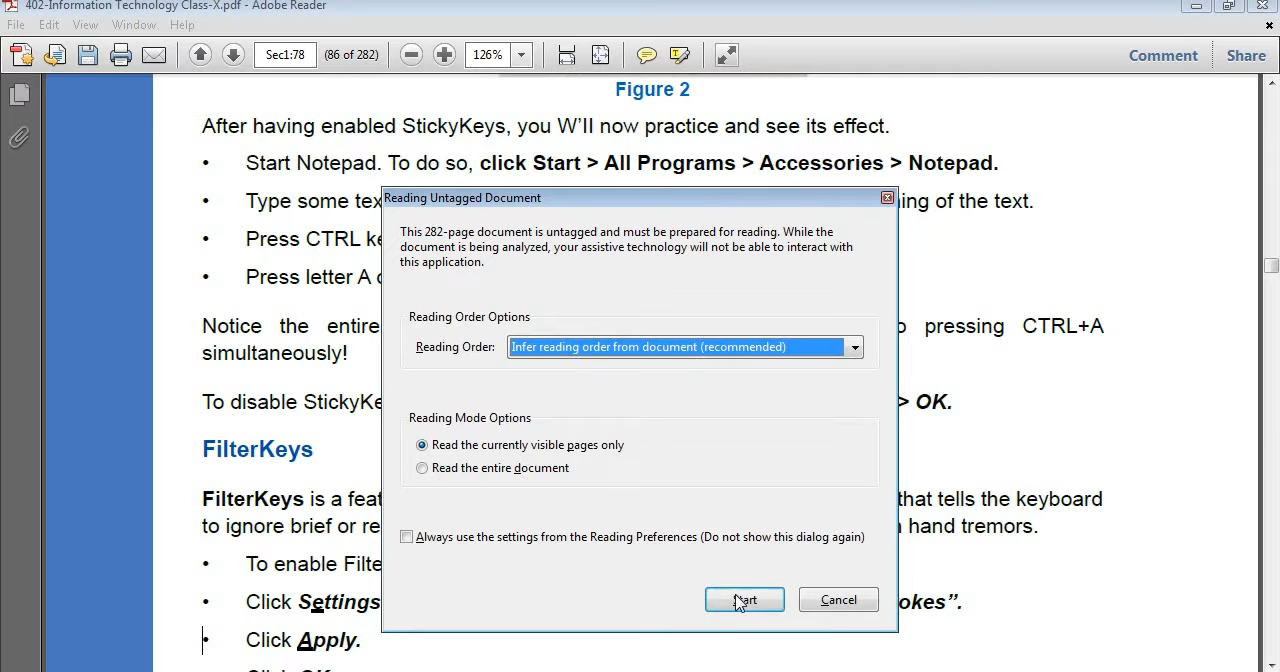 402-Information Technology Class-X.pdf - Adobe Reader
File Edit View Window Help
Sec1:78 (86 of 282) 126% Comment Share
Figure 2
After having enabled StickyKeys, you W'll now practice and see its effect.
• Start Notepad. To do so, click Start > All Programs > Accessories > Notepad.
• Type some tex
ning of the text.
• Press CTRL ke
• Press letter A o
Notice the entire
o pressing CTRL+A
simultaneously!
To disable StickyKe
> OK.
FilterKeys
FilterKeys is a feat
that tells the keyboard
to ignore brief or re
n hand tremors.
• To enable Filte
• Click Settings
okes”.
• Click Apply.
Reading Untagged Document
This 282-page document is untagged and must be prepared for reading. While the
document is being analyzed, your assistive technology will not be able to interact with
this application.
Reading Order Options
Reading Order: Infer reading order from document (recommended)
Reading Mode Options
Read the currently visible pages only
Read the entire document
Always use the settings from the Reading Preferences (Do not show this dialog again)
Start Cancel